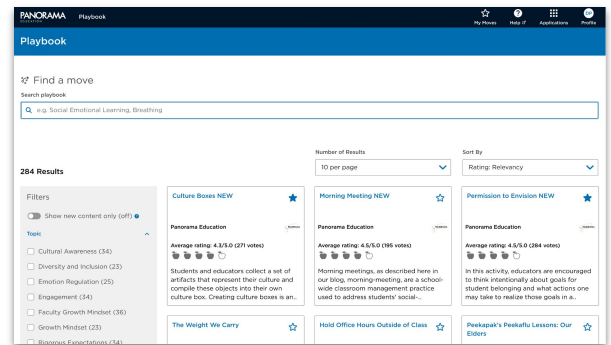 PANORAMA
EDUCATION
Playbook
My Moves
Help
Applications
Profile
Playbook
Find a move
Search playbook
e.g. Social Emotional Learning, Breathing
284 Results
Number of Results
10 per page
Sort By
Rating: Relevancy
Filters
Show new content only (off)
Topic
Cultural Awareness (34)
Diversity and Inclusion (23)
Emotion Regulation (25)
Engagement (34)
Faculty Growth Mindset (36)
Growth Mindset (23)
Rigorous Expectations (34)
Culture Boxes NEW
Panorama Education
Average rating: 4.3/5.0 (271 votes)
Students and educators collect a set of
artifacts that represent their culture and
compile these objects into their own
culture box. Creating culture boxes is an...
Morning Meeting NEW
Panorama Education
Average rating: 4.5/5.0 (195 votes)
Morning meetings, as described here in
our blog, morning-meeting, are a school-
wide classroom management practice
used to address students' social-...
Permission to Envision NEW
Panorama Education
Average rating: 4.5/5.0 (284 votes)
In this activity, educators are encouraged
to think intentionally about goals for
student belonging and what actions one
may take to realize those goals in a...
The Weight We Carry
Hold Office Hours Outside of Class
Peekapak's Peekaflu Lessons: Our
Elders